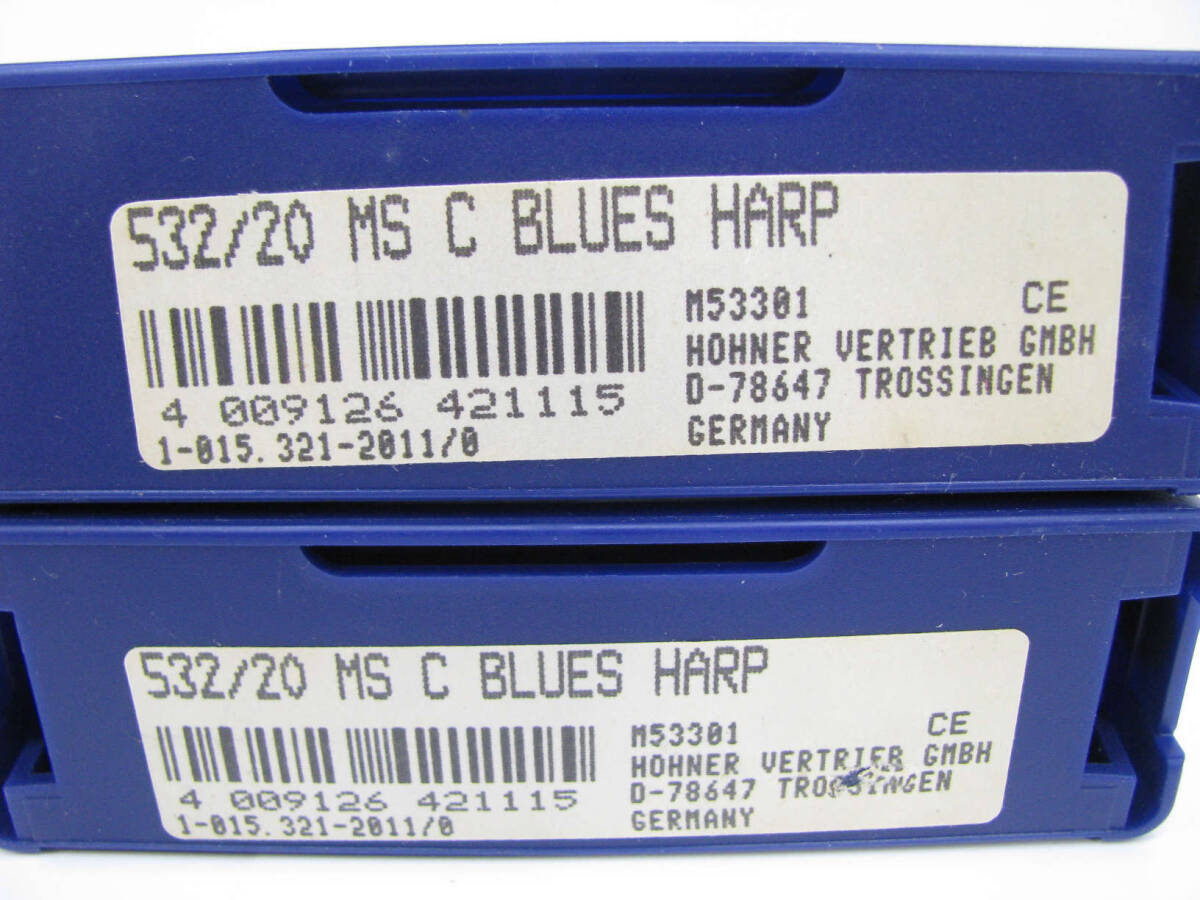 532/20 MS C BLUES HARP
M53301 CE
HOHNER VERTRIEB GMBH
4 009126 421115
D-78647 TROSSINGEN
1-015.321-2011/0
GERMANY
532/20 MS C BLUES HARP
M53301 CE
HOHNER VERTRIEB GMBH
4 009126 421115
D-78647 TROSSINGEN
1-015.321-2011/0
GERMANY